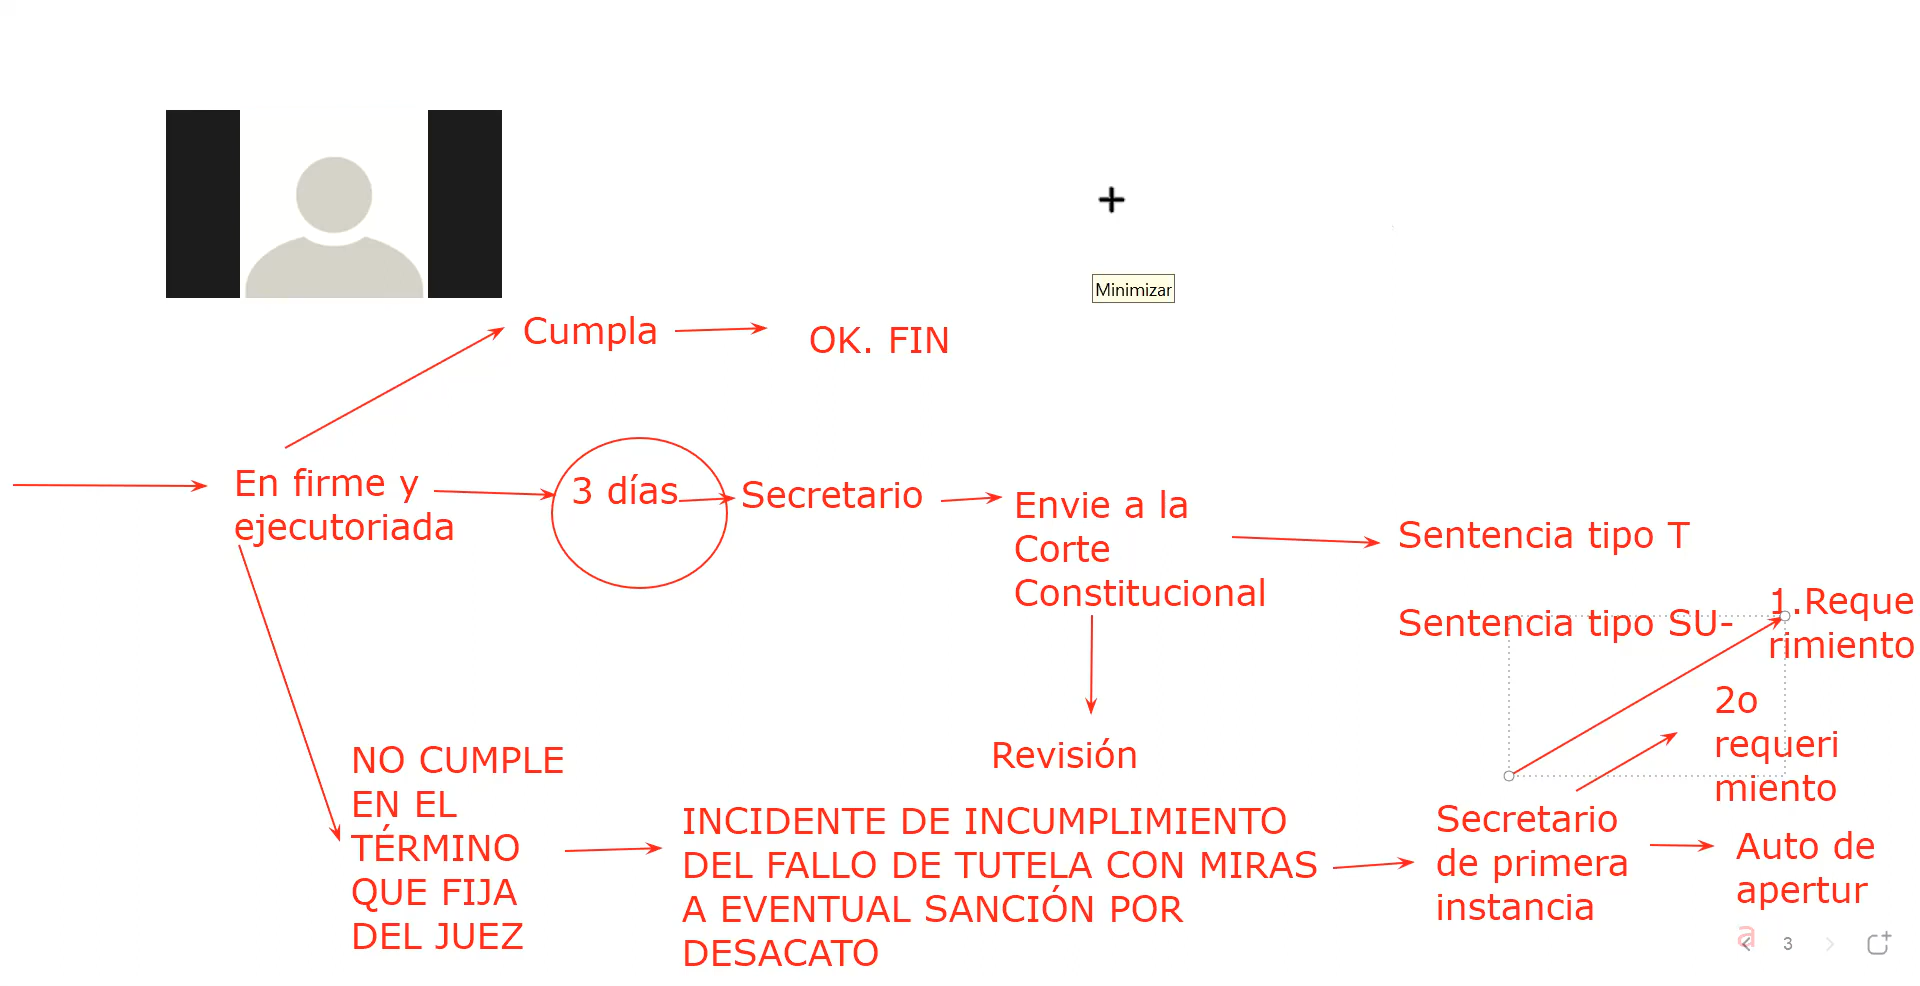 Minimizar
Cumpla
OK. FIN
En firme y
ejecutoriada
3 días
Secretario
Envie a la
Corte
Constitucional
Sentencia tipo T
Sentencia tipo SU-
1.Reque
rimiento
2o
requeri
miento
Revisión
NO CUMPLE
EN EL
TÉRMINO
QUE FIJA
DEL JUEZ
INCIDENTE DE INCUMPLIMIENTO
DEL FALLO DE TUTELA CON MIRAS
A EVENTUAL SANCIÓN POR
DESACATO
Secretario
de primera
instancia
Auto de
apertur
a
3